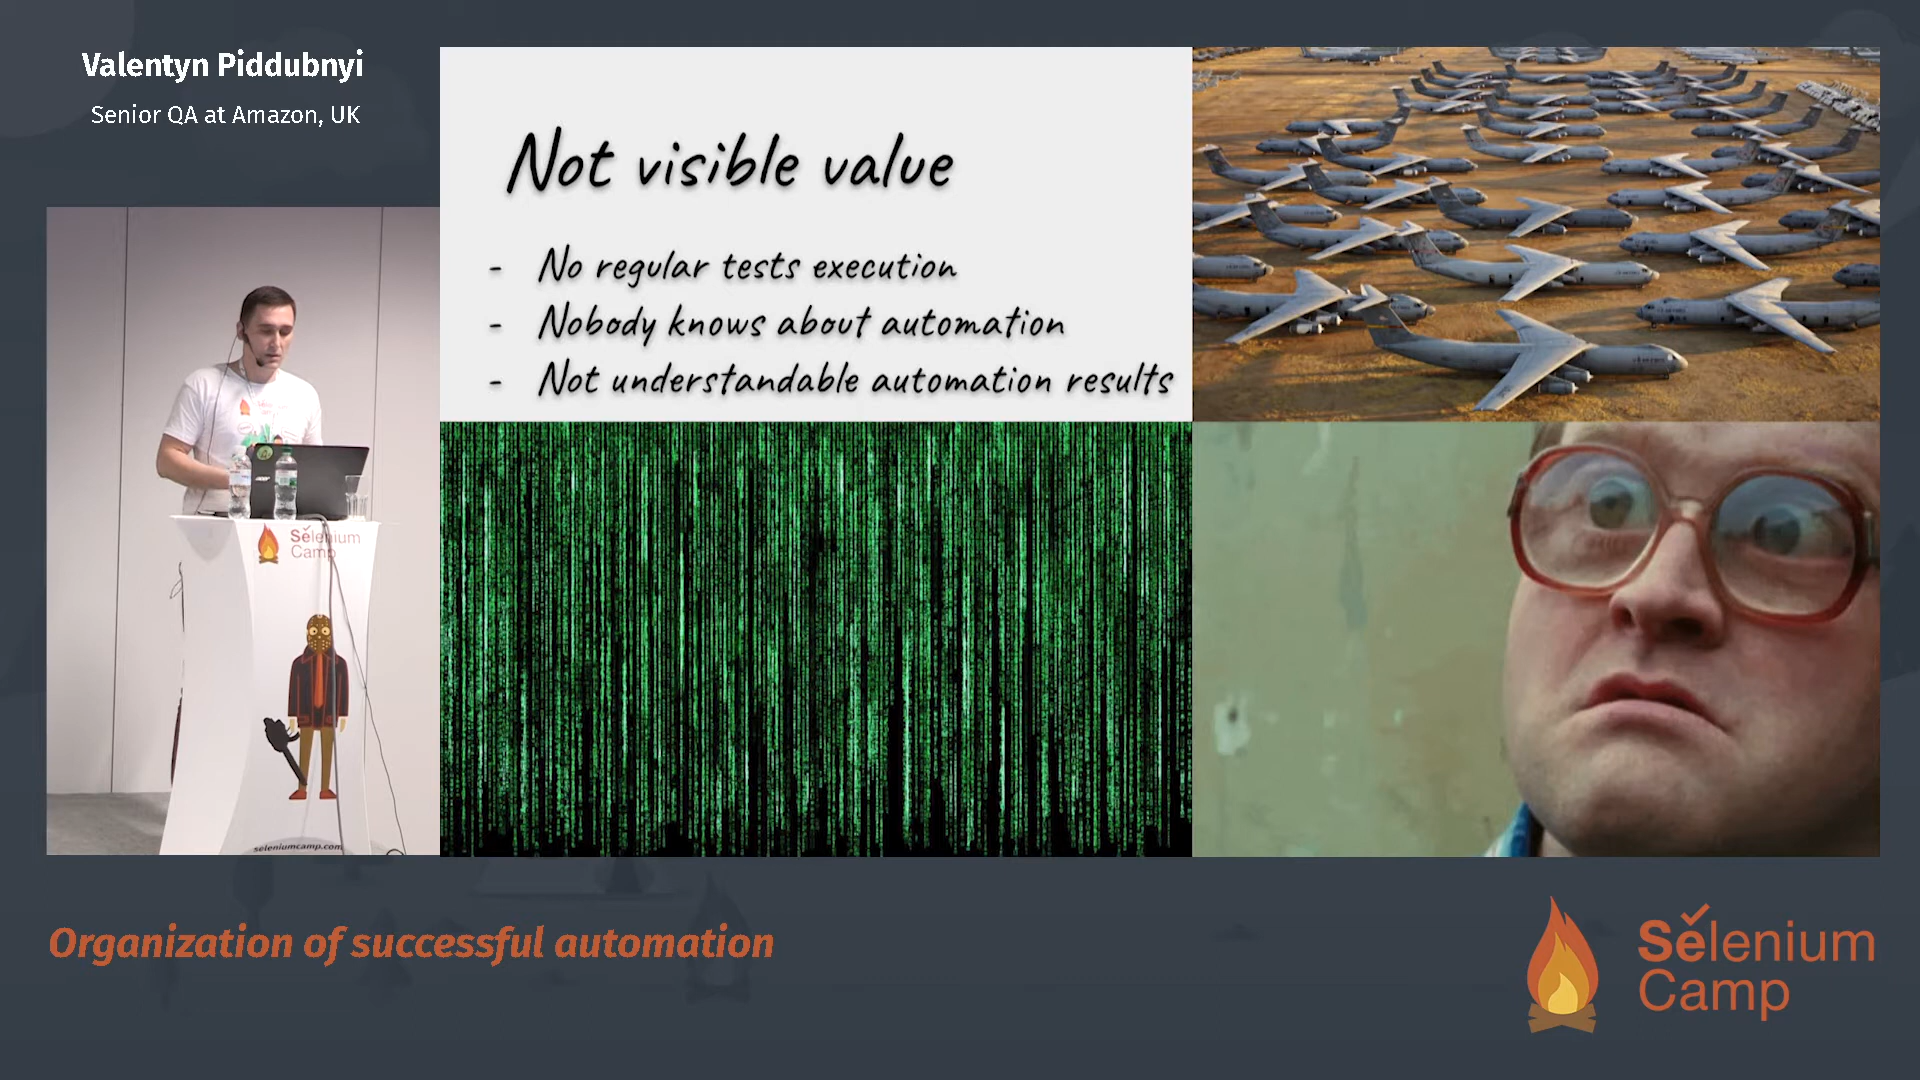 Valentyn Piddubnyi
Senior QA at Amazon, UK
Not visible value
- No regular tests execution
- Nobody knows about automation
- Not understandable automation results
acer
Selenium
Camp
seleniumcamp.com
Organization of successful automation
Selenium
Camp